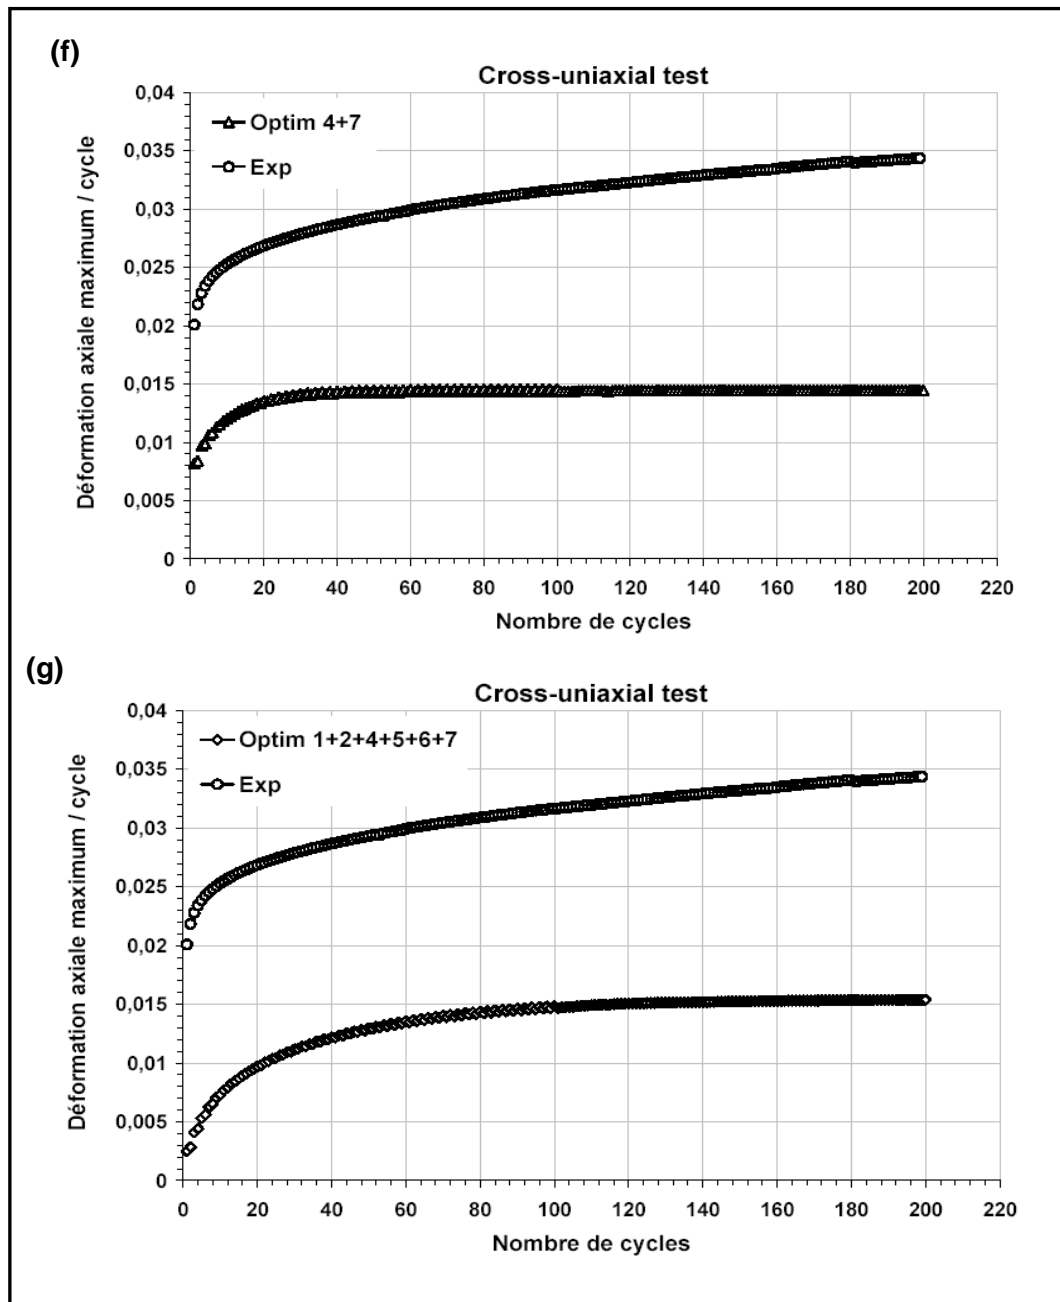 (f)
Cross-uniaxial test
Optim 4+7
Exp
Déformation axiale maximum / cycle
0,04
0,035
0,03
0,025
0,02
0,015
0,01
0,005
0
0 20 40 60 80 100 120 140 160 180 200 220
Nombre de cycles
(g)
Cross-uniaxial test
Optim 1+2+4+5+6+7
Exp
Déformation axiale maximum / cycle
0,04
0,035
0,03
0,025
0,02
0,015
0,01
0,005
0
0 20 40 60 80 100 120 140 160 180 200 220
Nombre de cycles